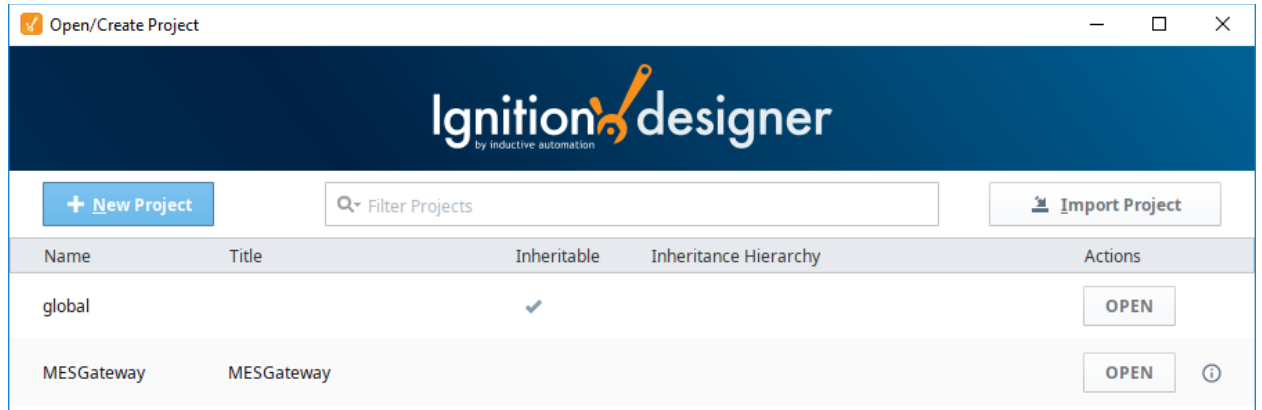 Open/Create Project
Ignition designer
by inductive automation
New Project
Filter Projects
Import Project
Name Title Inheritable Inheritance Hierarchy Actions
global OPEN
MESGateway MESGateway OPEN